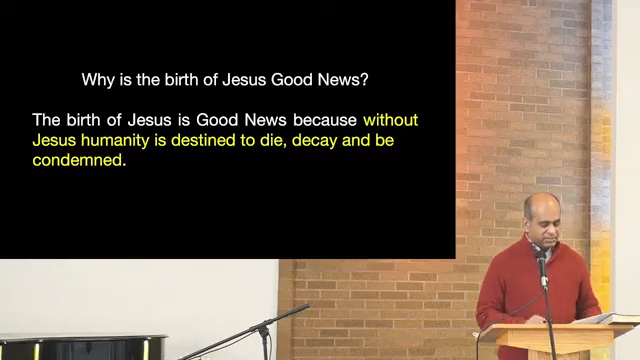 Why is the birth of Jesus Good News?
The birth of Jesus is Good News because without
Jesus humanity is destined to die, decay and be
condemned.